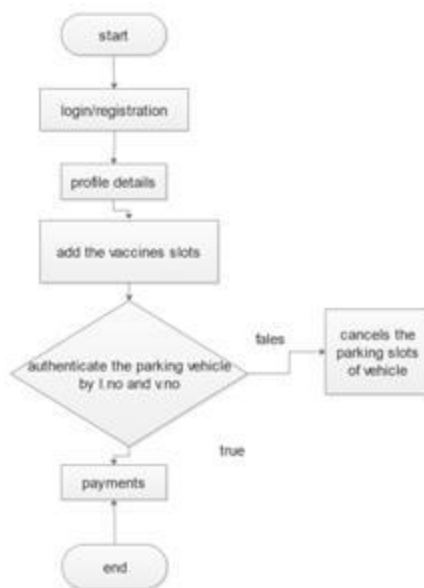 start
login/registration
profile details
add the vaccines slots
authenticate the parking vehicle
by l.no and v.no
fales
cancels the
parking slots
of vehicle
true
payments
end